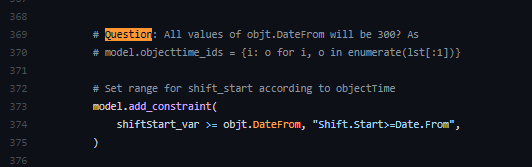 368
369 # Question: All values of objt.DateFrom will be 300? As
370 # model.objecttime_ids = {i: o for i, o in enumerate(lst[:1])}
371
372 # Set range for shift_start according to objectTime
373 model.add_constraint(
374 shiftStart_var >= objt.DateFrom, "Shift.Start>=Date.From",
375 )
376